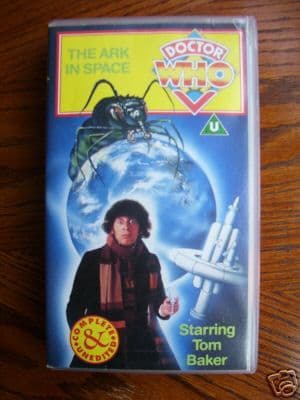 THE ARK
IN SPACE
DOCTOR
WHO
U
COMPLETE
&
UNEDITED
Starring
Tom
Baker